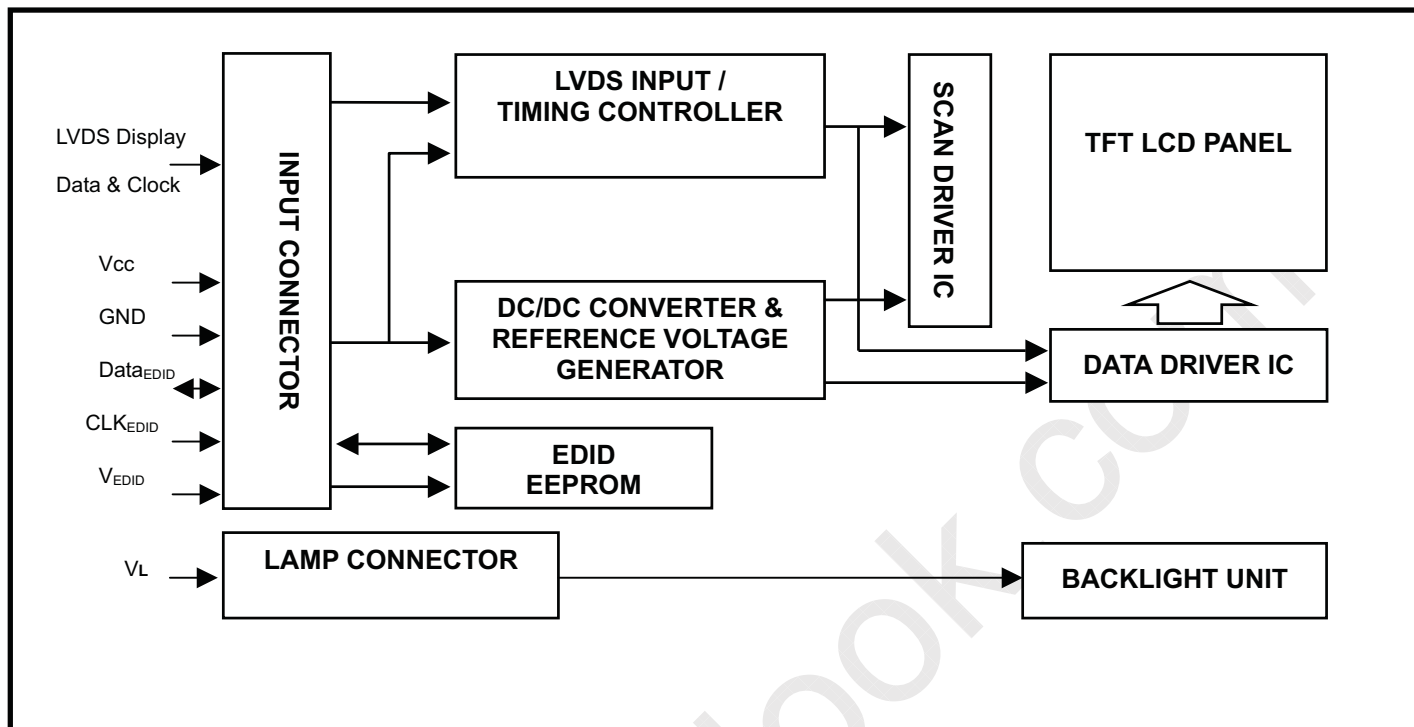 LVDS Display
Data & Clock
Vcc
GND
DataEDID
CLKEDID
VEDID
VL
INPUT CONNECTOR
LVDS INPUT /
TIMING CONTROLLER
DC/DC CONVERTER &
REFERENCE VOLTAGE
GENERATOR
EDID
EEPROM
LAMP CONNECTOR
SCAN DRIVER IC
TFT LCD PANEL
DATA DRIVER IC
BACKLIGHT UNIT